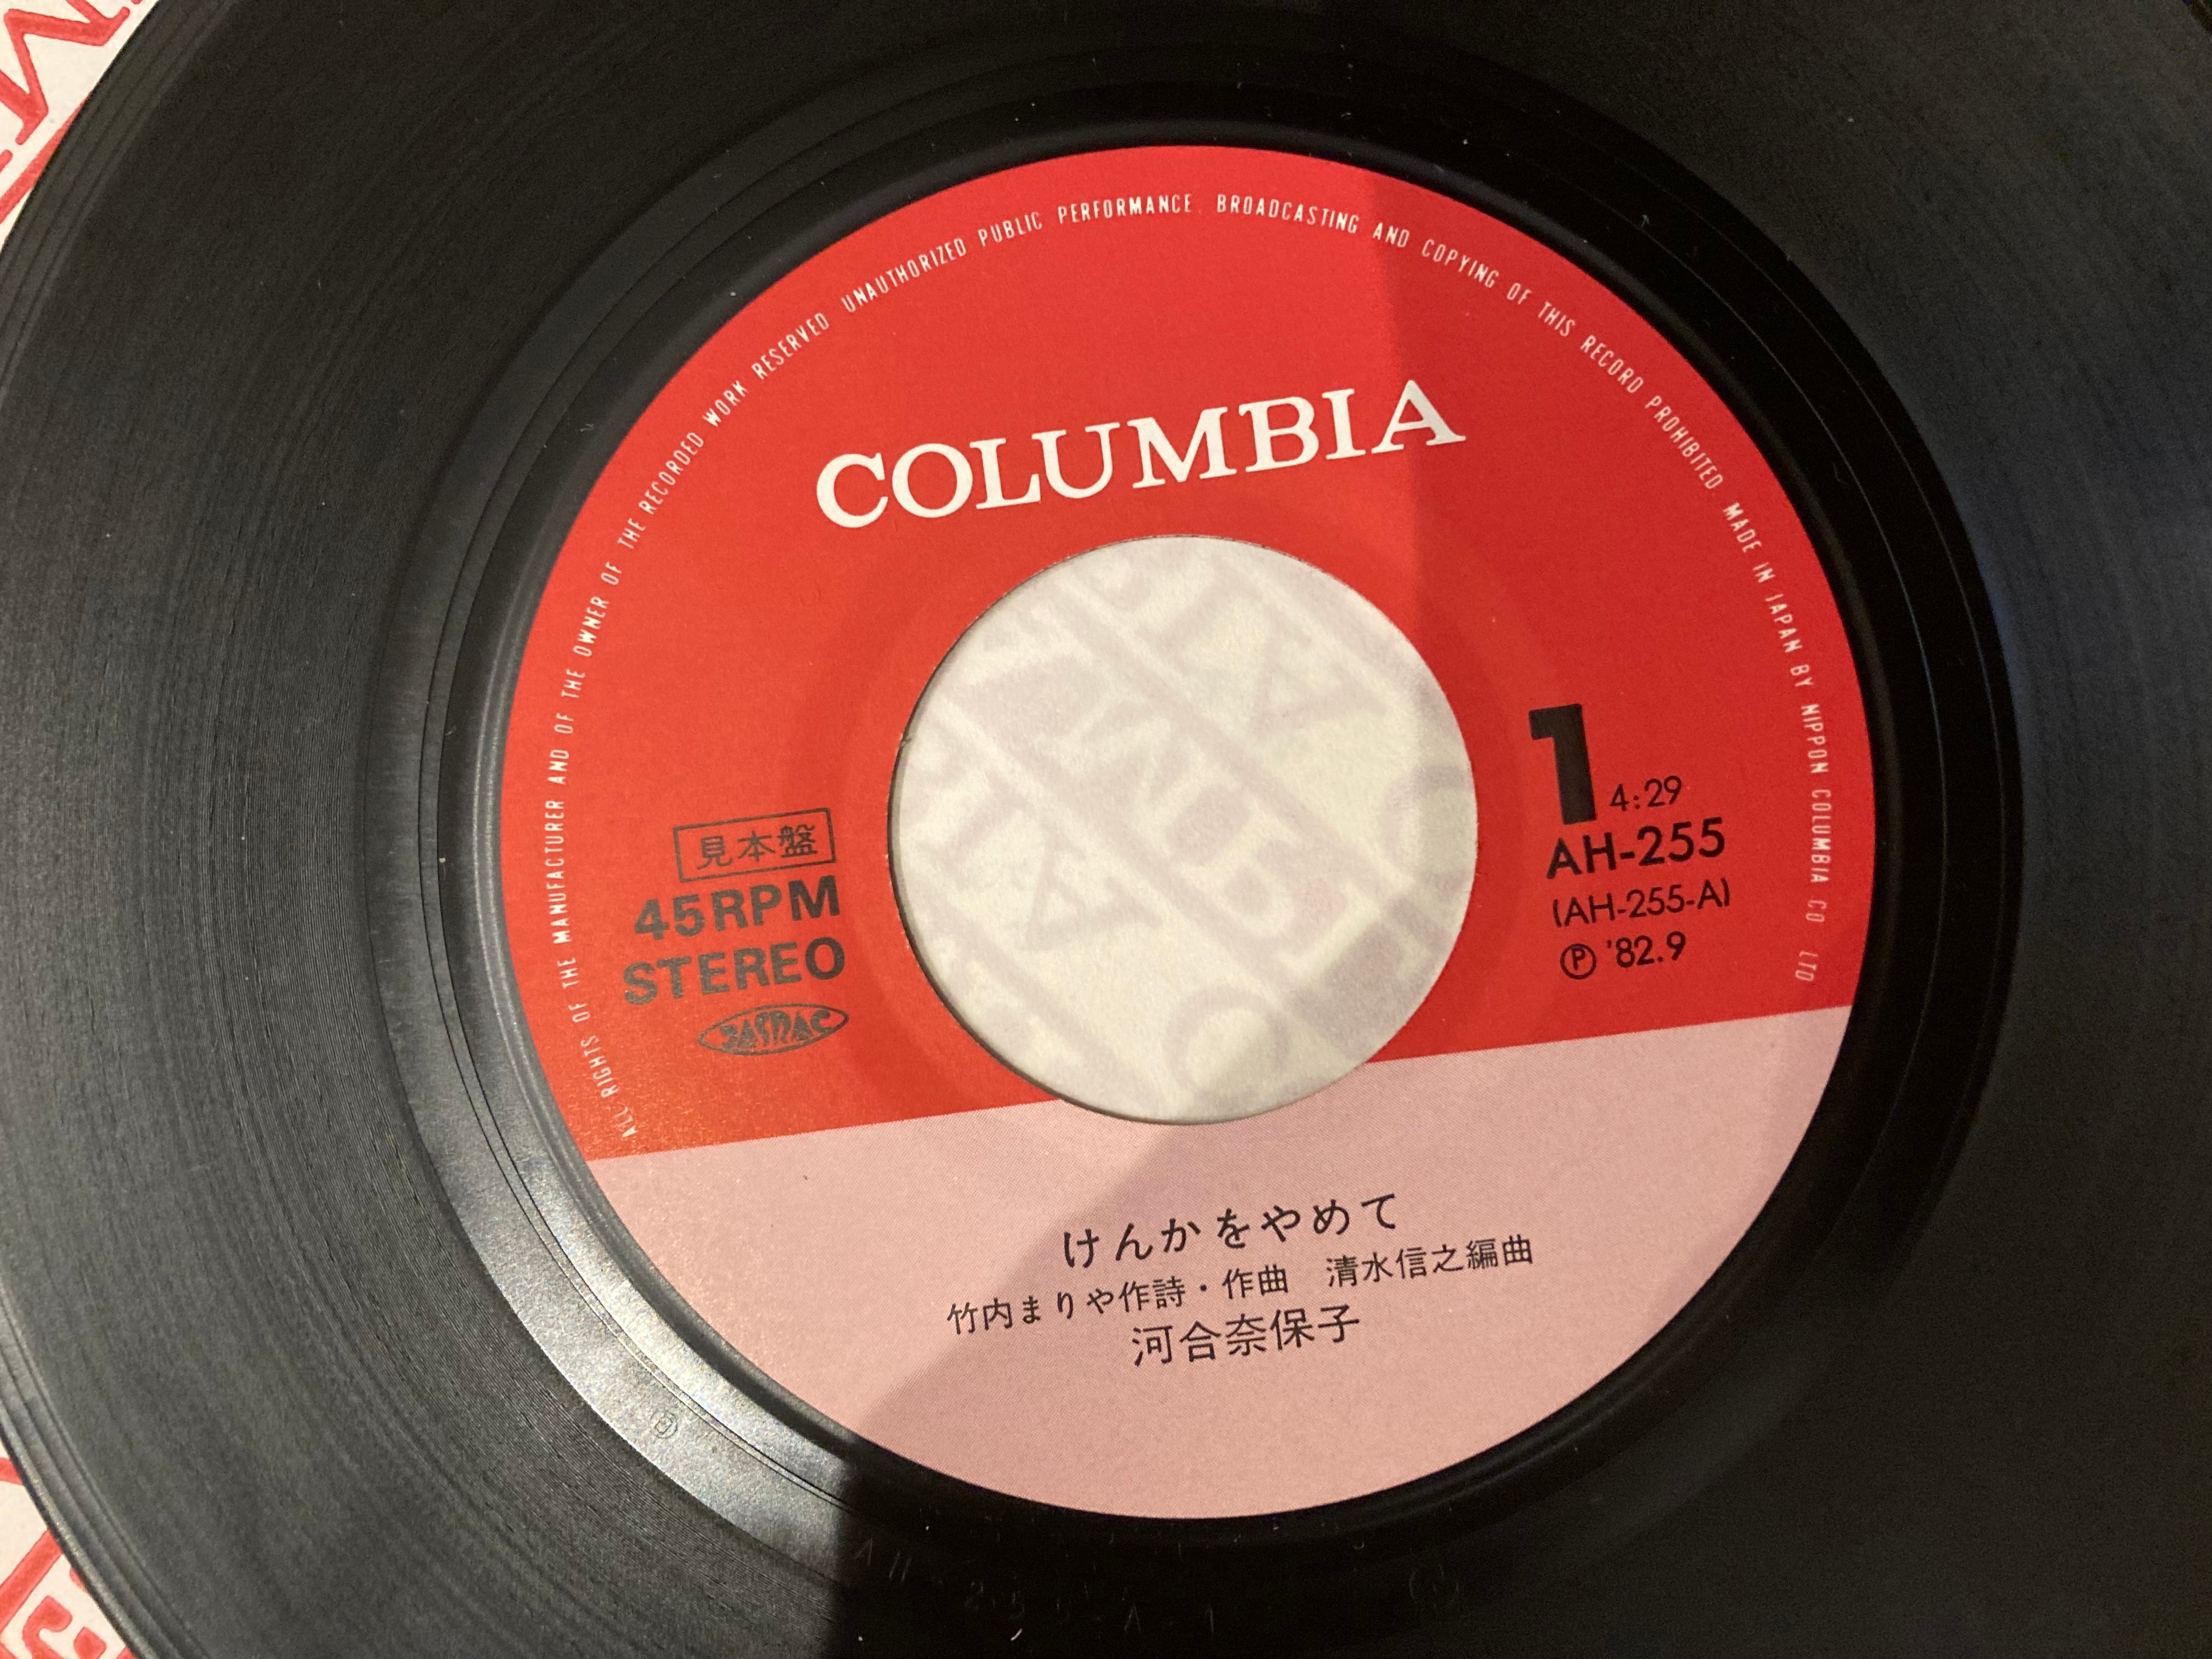 ALL RIGHTS OF THE MANUFACTURER AND OF THE OWNER OF THE RECORDED WORK RESERVED UNAUTHORIZED PUBLIC PERFORMANCE. BROADCASTING AND COPYING OF THIS RECORD PROHIBITED. MADE IN JAPAN BY NIPPON COLUMBIA CO LTD
COLUMBIA
見本盤
45RPM
STEREO
JASRAC
1 4:29
AH-255
(AH-255-A)
Ⓟ '82.9
けんかをやめて
竹内まりや作詩・作曲 清水信之編曲
河合奈保子
AH-255-A-1